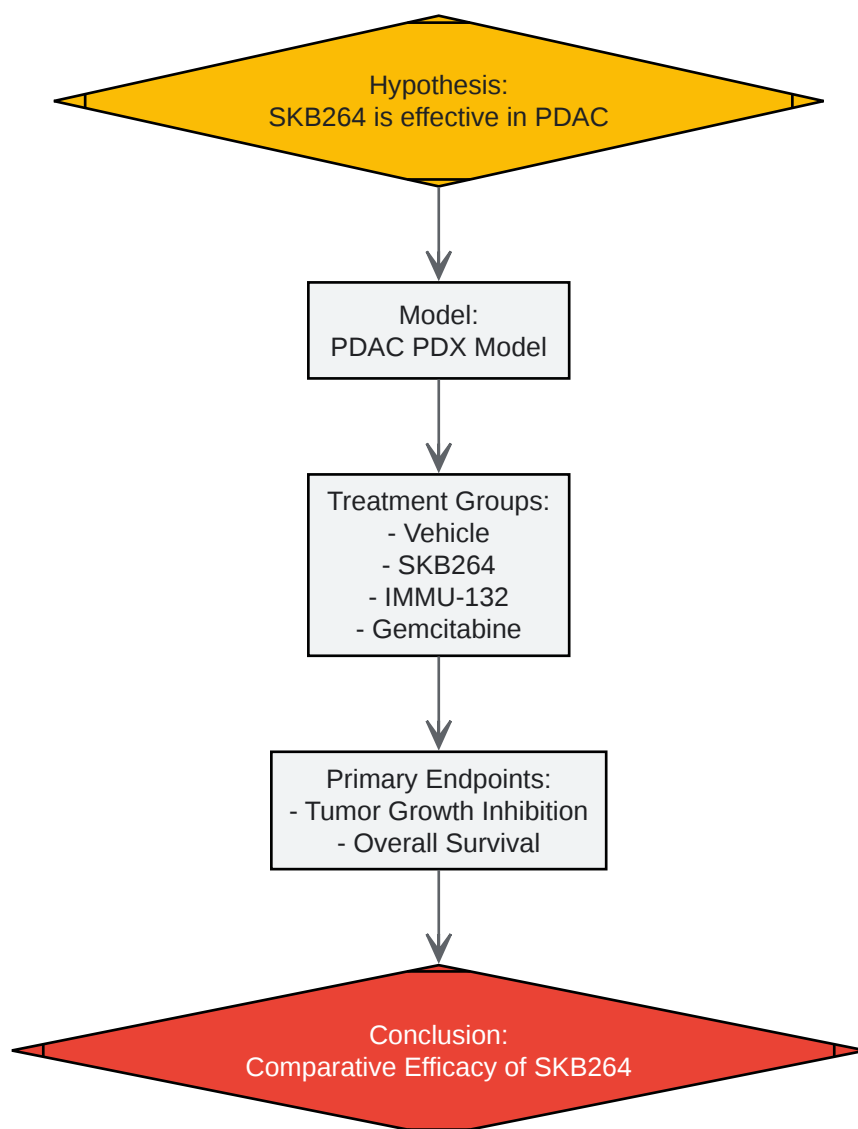 Hypothesis:
SKB264 is effective in PDAC
Model:
PDAC PDX Model
Treatment Groups:
- Vehicle
- SKB264
- IMMU-132
- Gemcitabine
Primary Endpoints:
- Tumor Growth Inhibition
- Overall Survival
Conclusion:
Comparative Efficacy of SKB264